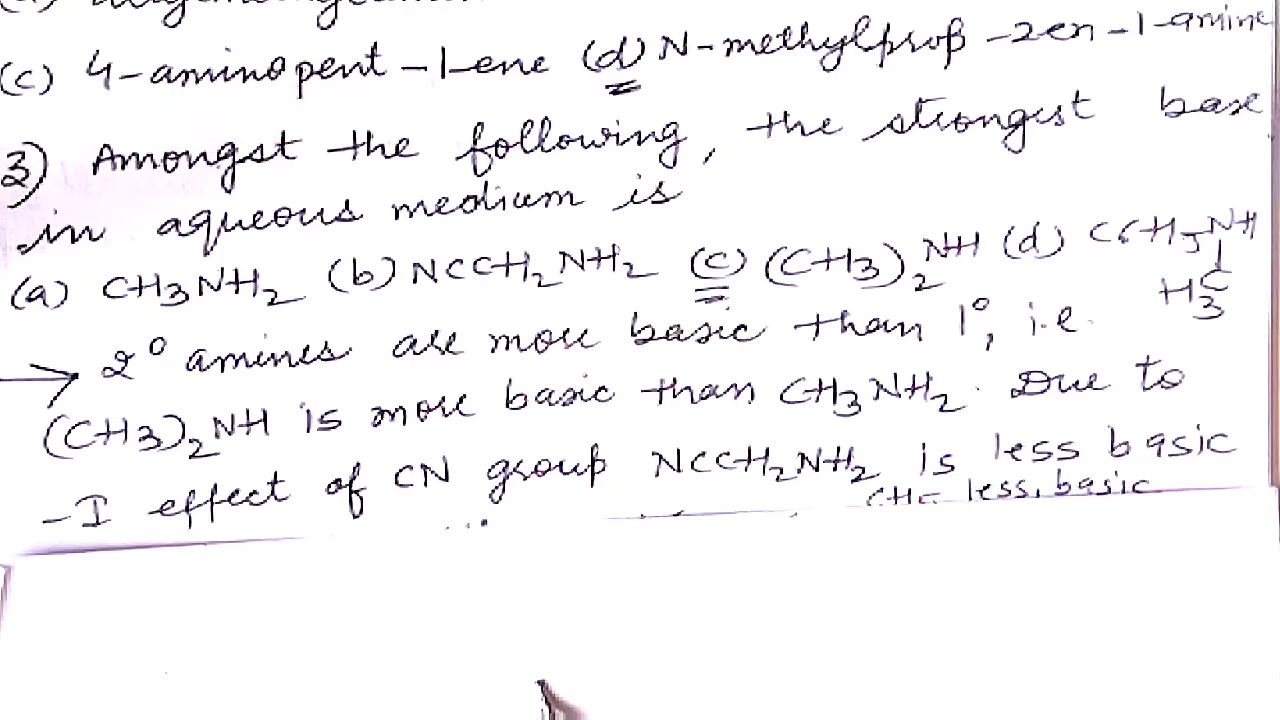 (c) 4-aminopent-1-ene (d) N-methylprop-2en-1-amine
3) Amongst the following, the strongest base
in aqueous medium is
(a) CH3NH2 (b) NCCH2NH2 (c) (CH3)2NH (d) C6H5NH
H3C
→ 2° amines are more basic than 1°, i.e.
(CH3)2NH is more basic than CH3NH2. Due to
-I effect of CN group NCCH2NH2 is less basic
less basic